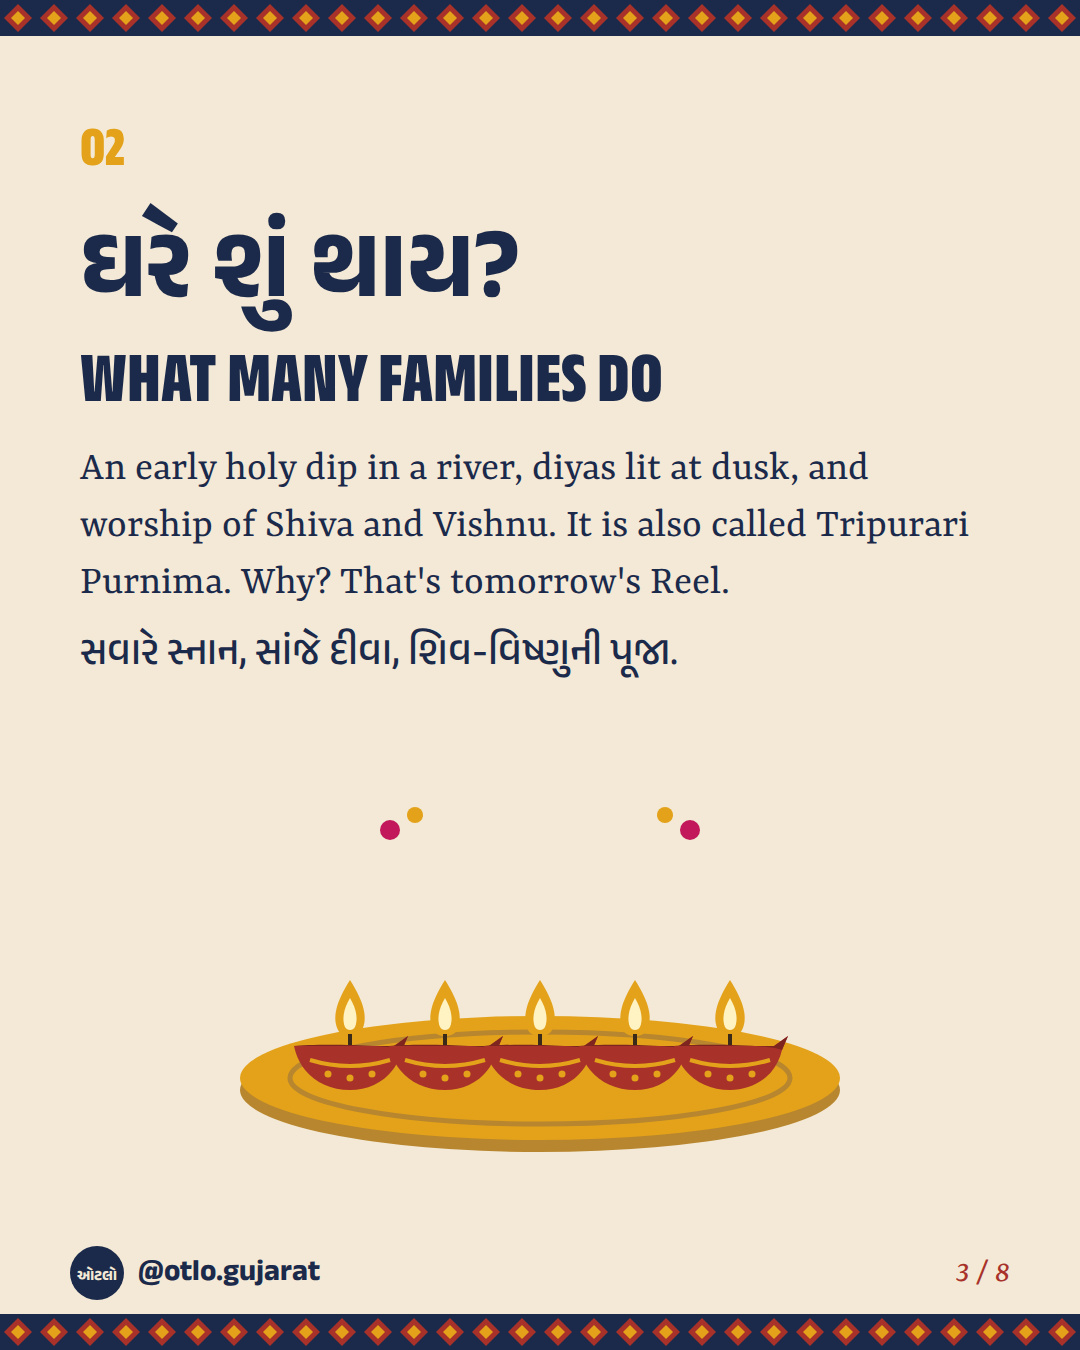 02
ઘરે શું થાય?
WHAT MANY FAMILIES DO
An early holy dip in a river, diyas lit at dusk, and
worship of Shiva and Vishnu. It is also called Tripurari
Purnima. Why? That's tomorrow's Reel.
સવારે સ્નાન, સાંજે દીવા, શિવ-વિષ્ણુની પૂજા.
ઓટલો
@otlo.gujarat
3 / 8